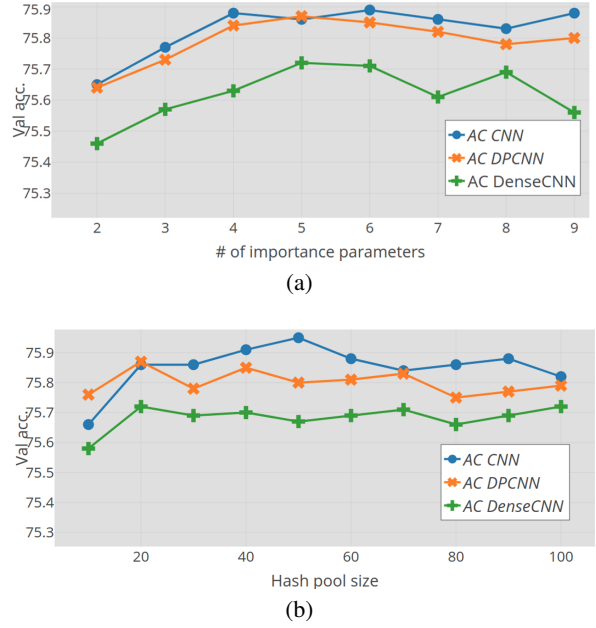 75.9
75.8
75.7
75.6
75.5
75.4
75.3
Val acc.
AC CNN
AC DPCNN
AC DenseCNN
2 3 4 5 6 7 8 9
# of importance parameters
(a)
75.9
75.8
75.7
75.6
75.5
75.4
75.3
Val acc.
AC CNN
AC DPCNN
AC DenseCNN
20 40 60 80 100
Hash pool size
(b)